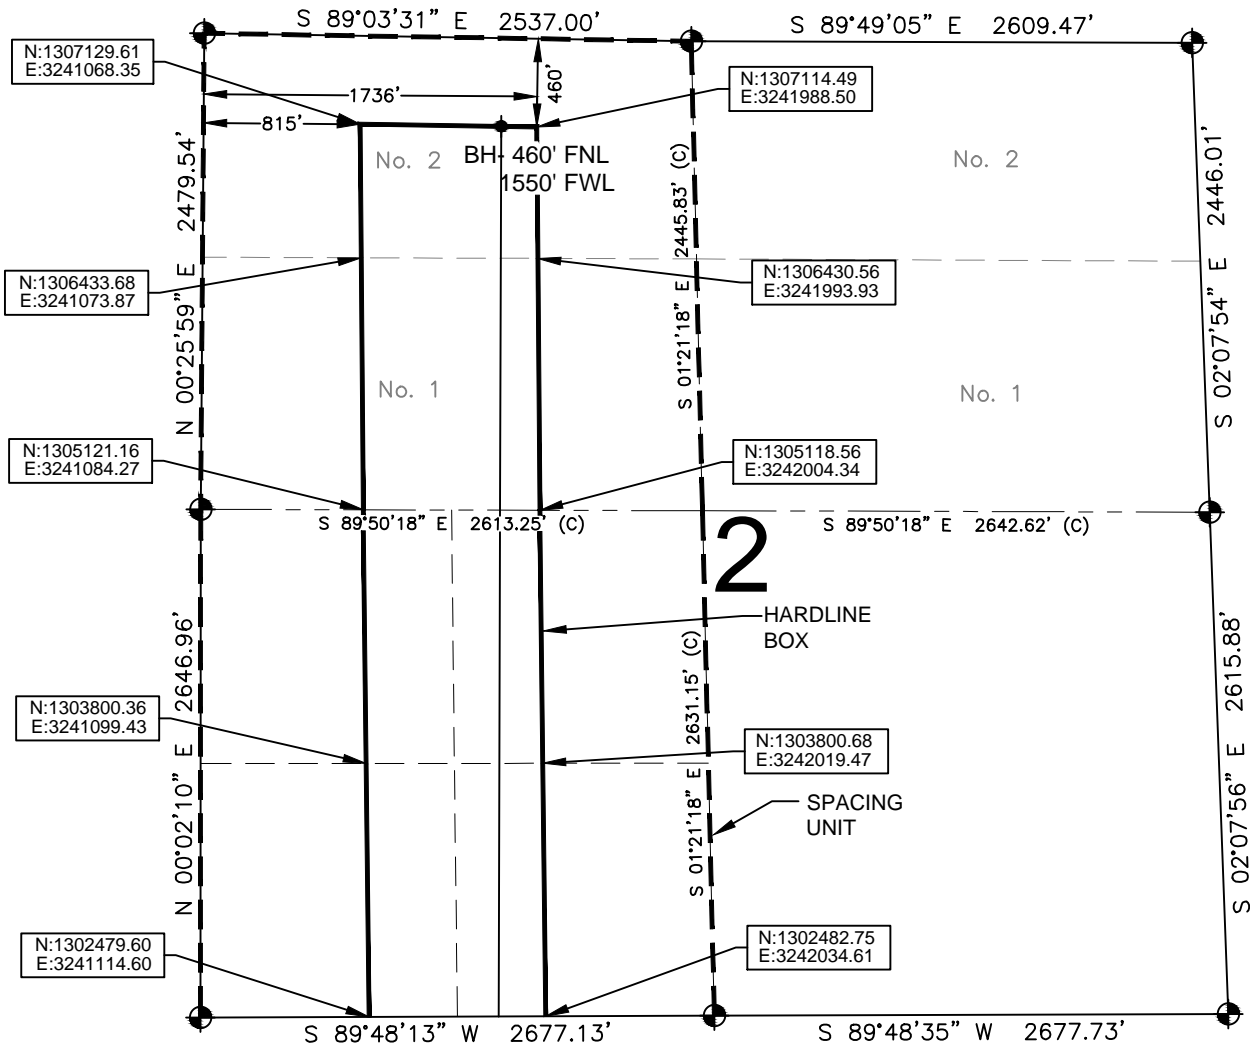 S 89°03'31" E 2537.00'
S 89°49'05" E 2609.47'
N:1307129.61
E:3241068.35
N:1307114.49
E:3241988.50
460'
1736'
815'
No. 2
BH- 460' FNL
1550' FWL
No. 2
N 00°25'59" E 2479.54'
S 01°21'18" E 2445.83' (C)
S 02°07'54" E 2446.01'
N:1306433.68
E:3241073.87
N:1306430.56
E:3241993.93
No. 1
No. 1
N:1305121.16
E:3241084.27
N:1305118.56
E:3242004.34
S 89°50'18" E 2613.25' (C)
S 89°50'18" E 2642.62' (C)
2
HARDLINE
BOX
N 00°02'10" E 2646.96'
S 01°21'18" E 2631.15' (C)
S 02°07'56" E 2615.88'
N:1303800.36
E:3241099.43
N:1303800.68
E:3242019.47
SPACING
UNIT
N:1302479.60
E:3241114.60
N:1302482.75
E:3242034.61
S 89°48'13" W 2677.13'
S 89°48'35" W 2677.73'